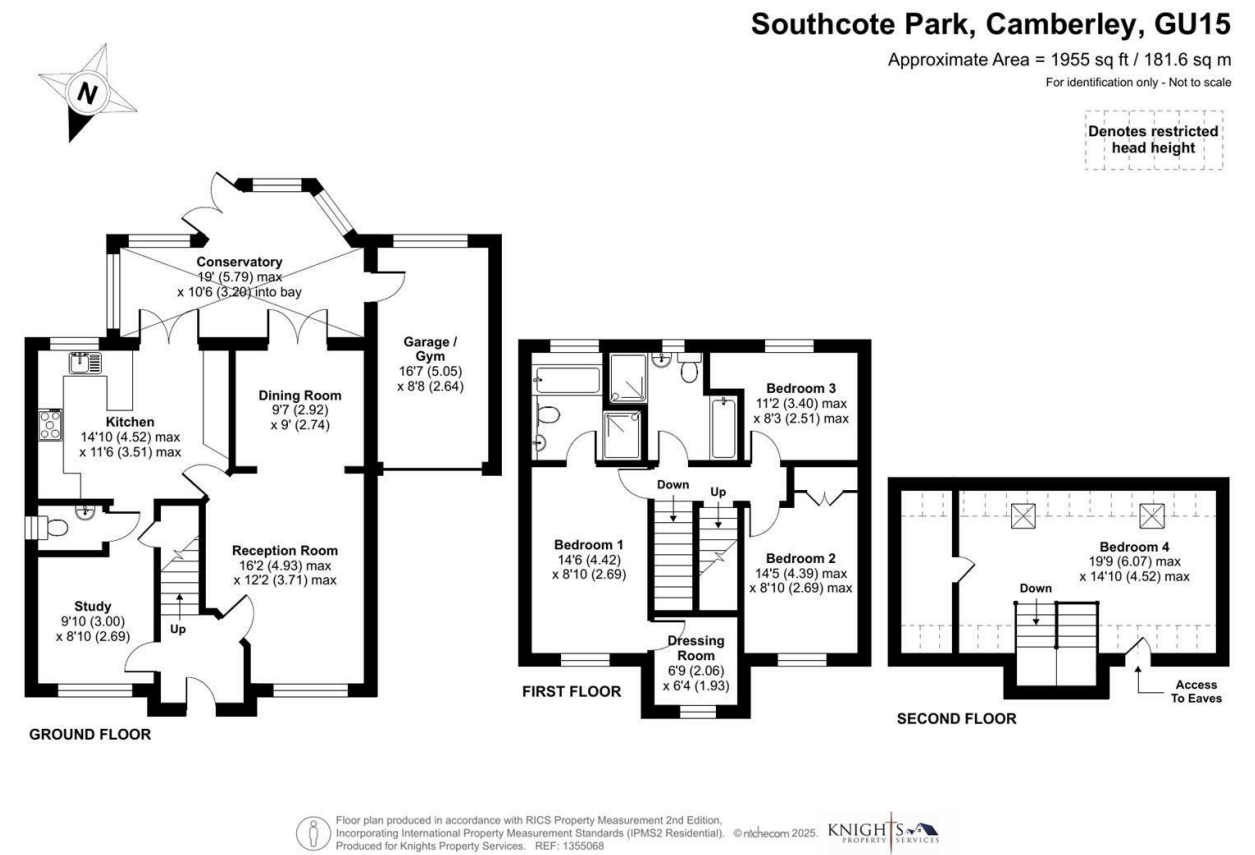 Southcote Park, Camberley, GU15
Approximate Area = 1955 sq ft / 181.6 sq m
For identification only - Not to scale
N
Denotes restricted
head height
Conservatory
19' (5.79) max
x 10'6 (3.20) into bay
Garage /
Gym
16'7 (5.05)
x 8'8 (2.64)
Kitchen
14'10 (4.52) max
x 11'6 (3.51) max
Dining Room
9'7 (2.92)
x 9' (2.74)
Reception Room
16'2 (4.93) max
x 12'2 (3.71) max
Study
9'10 (3.00)
x 8'10 (2.69)
Up
GROUND FLOOR
Bedroom 3
11'2 (3.40) max
x 8'3 (2.51) max
Down
Up
Bedroom 1
14'6 (4.42)
x 8'10 (2.69)
Bedroom 2
14'5 (4.39) max
x 8'10 (2.69) max
Dressing
Room
6'9 (2.06)
x 6'4 (1.93)
FIRST FLOOR
Bedroom 4
19'9 (6.07) max
x 14'10 (4.52) max
Down
Access
To Eaves
SECOND FLOOR
Floor plan produced in accordance with RICS Property Measurement 2nd Edition,
Incorporating International Property Measurement Standards (IPMS2 Residential). © nichecom 2025.
Produced for Knights Property Services. REF: 1355068
KNIGHTS
PROPERTY SERVICES